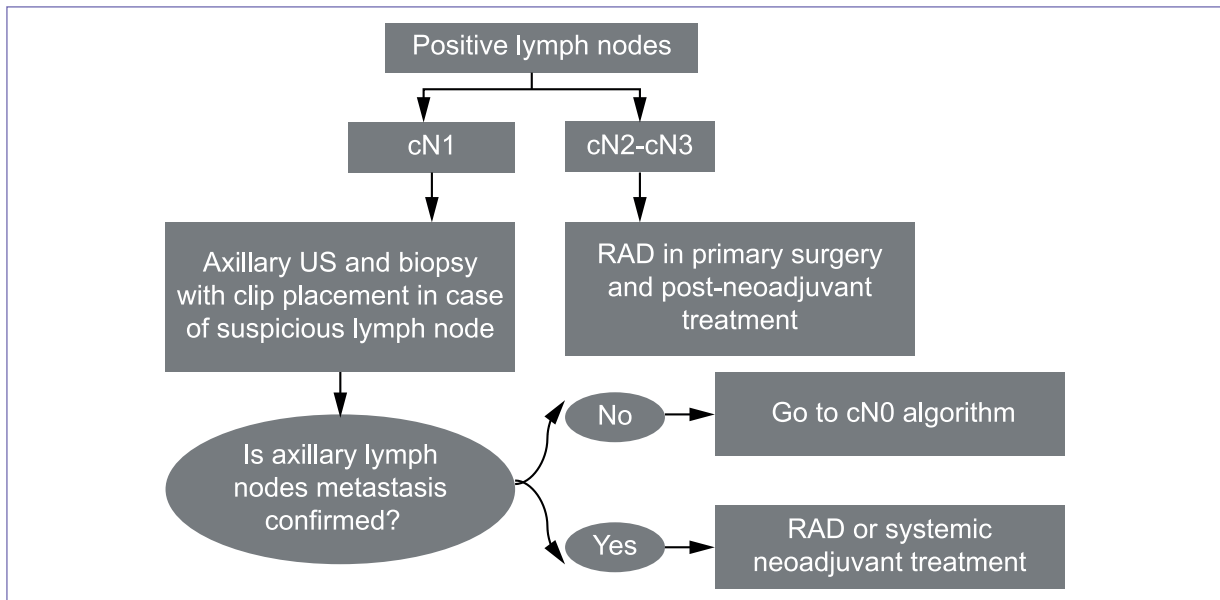 Positive lymph nodes
cN1
cN2-cN3
Axillary US and biopsy
with clip placement in case
of suspicious lymph node
RAD in primary surgery
and post-neoadjuvant
treatment
Is axillary lymph
nodes metastasis
confirmed?
No
Go to cN0 algorithm
Yes
RAD or systemic
neoadjuvant treatment